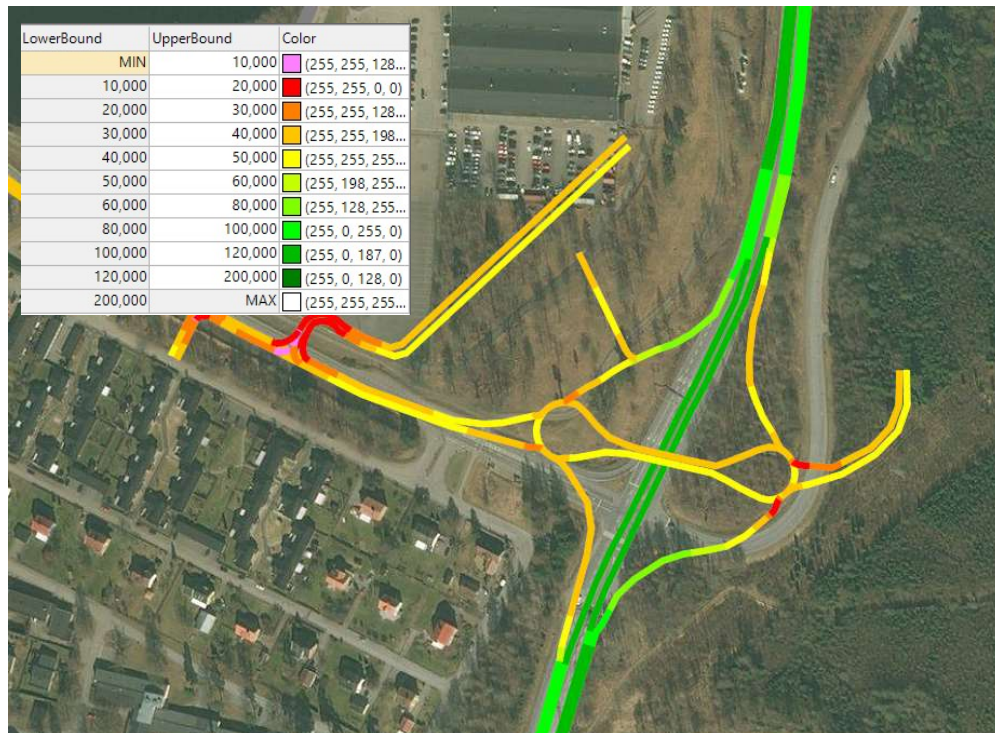 LowerBound UpperBound Color
MIN 10,000 (255, 255, 128...
10,000 20,000 (255, 255, 0, 0)
20,000 30,000 (255, 255, 128...
30,000 40,000 (255, 255, 198...
40,000 50,000 (255, 255, 255...
50,000 60,000 (255, 198, 255...
60,000 80,000 (255, 128, 255...
80,000 100,000 (255, 0, 255, 0)
100,000 120,000 (255, 0, 187, 0)
120,000 200,000 (255, 0, 128, 0)
200,000 MAX (255, 255, 255...